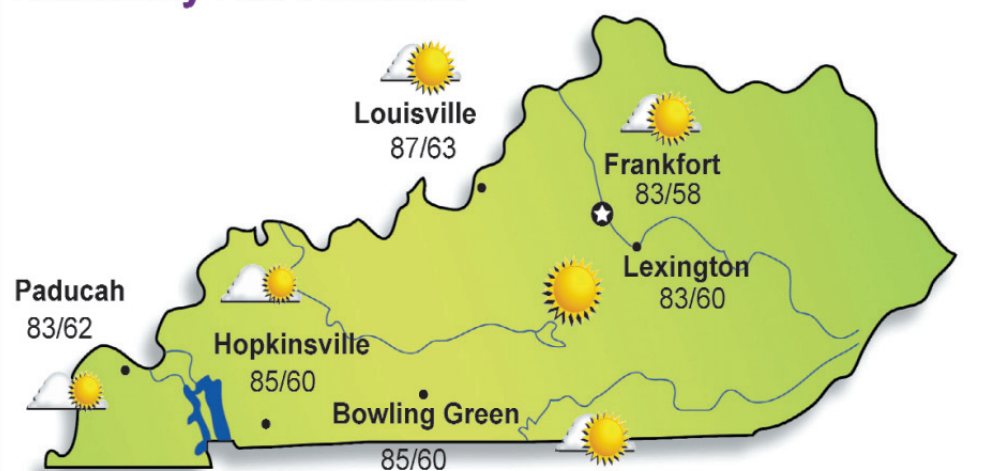 Louisville
87/63
Frankfort
83/58
Lexington
83/60
Paducah
83/62
Hopkinsville
85/60
Bowling Green
85/60